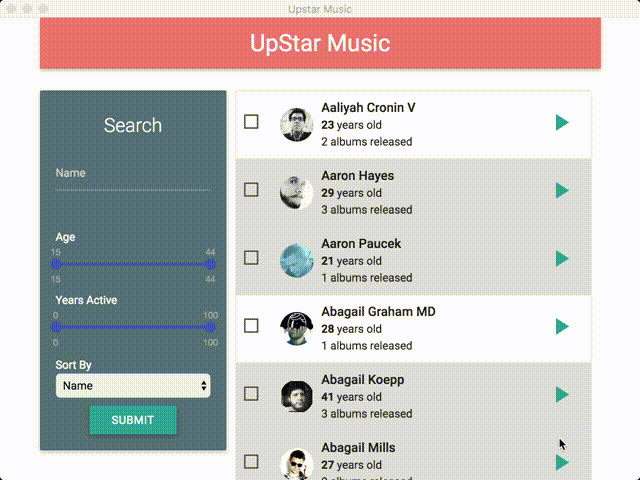 Upstar Music
UpStar Music
Search
Name
Age
15 44
15 44
Years Active
0 100
0 100
Sort By
Name
SUBMIT
Aaliyah Cronin V
23 years old
2 albums released
Aaron Hayes
29 years old
3 albums released
Aaron Paucek
21 years old
1 albums released
Abagail Graham MD
28 years old
1 albums released
Abagail Koepp
41 years old
3 albums released
Abagail Mills
27 years old
albums released